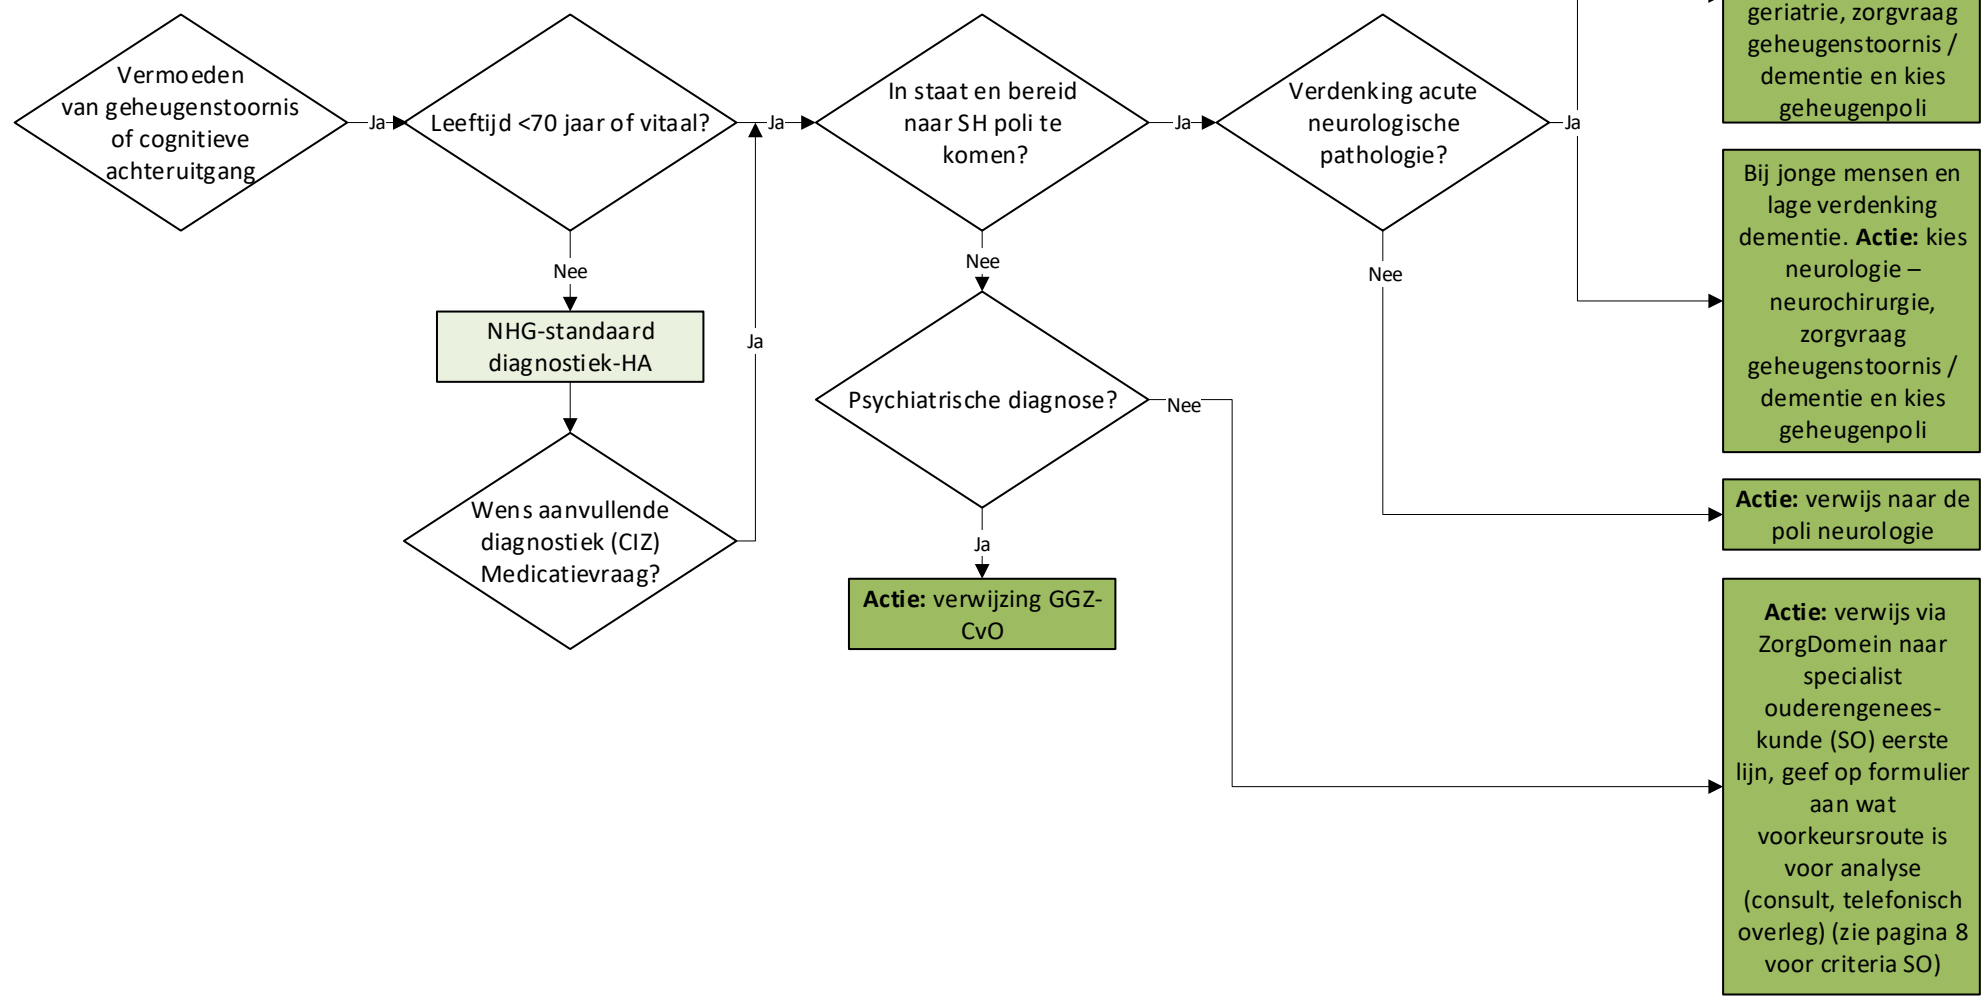 Vermoeden
van geheugenstoornis
of cognitieve
achteruitgang
Ja
Leeftijd <70 jaar of vitaal?
Ja
Nee
NHG-standaard
diagnostiek-HA
Wens aanvullende
diagnostiek (CIZ)
Medicatievraag?
Ja
In staat en bereid
naar SH poli te
komen?
Ja
Nee
Psychiatrische diagnose?
Nee
Ja
Actie: verwijzing GGZ-
CvO
Verdenking acute
neurologische
pathologie?
Ja
Nee
geriatrie, zorgvraag
geheugenstoornis /
dementie en kies
geheugenpoli
Bij jonge mensen en
lage verdenking
dementie. Actie: kies
neurologie –
neurochirurgie,
zorgvraag
geheugenstoornis /
dementie en kies
geheugenpoli
Actie: verwijs naar de
poli neurologie
Actie: verwijs via
ZorgDomein naar
specialist
ouderengenees-
kunde (SO) eerste
lijn, geef op formulier
aan wat
voorkeursroute is
voor analyse
(consult, telefonisch
overleg) (zie pagina 8
voor criteria SO)